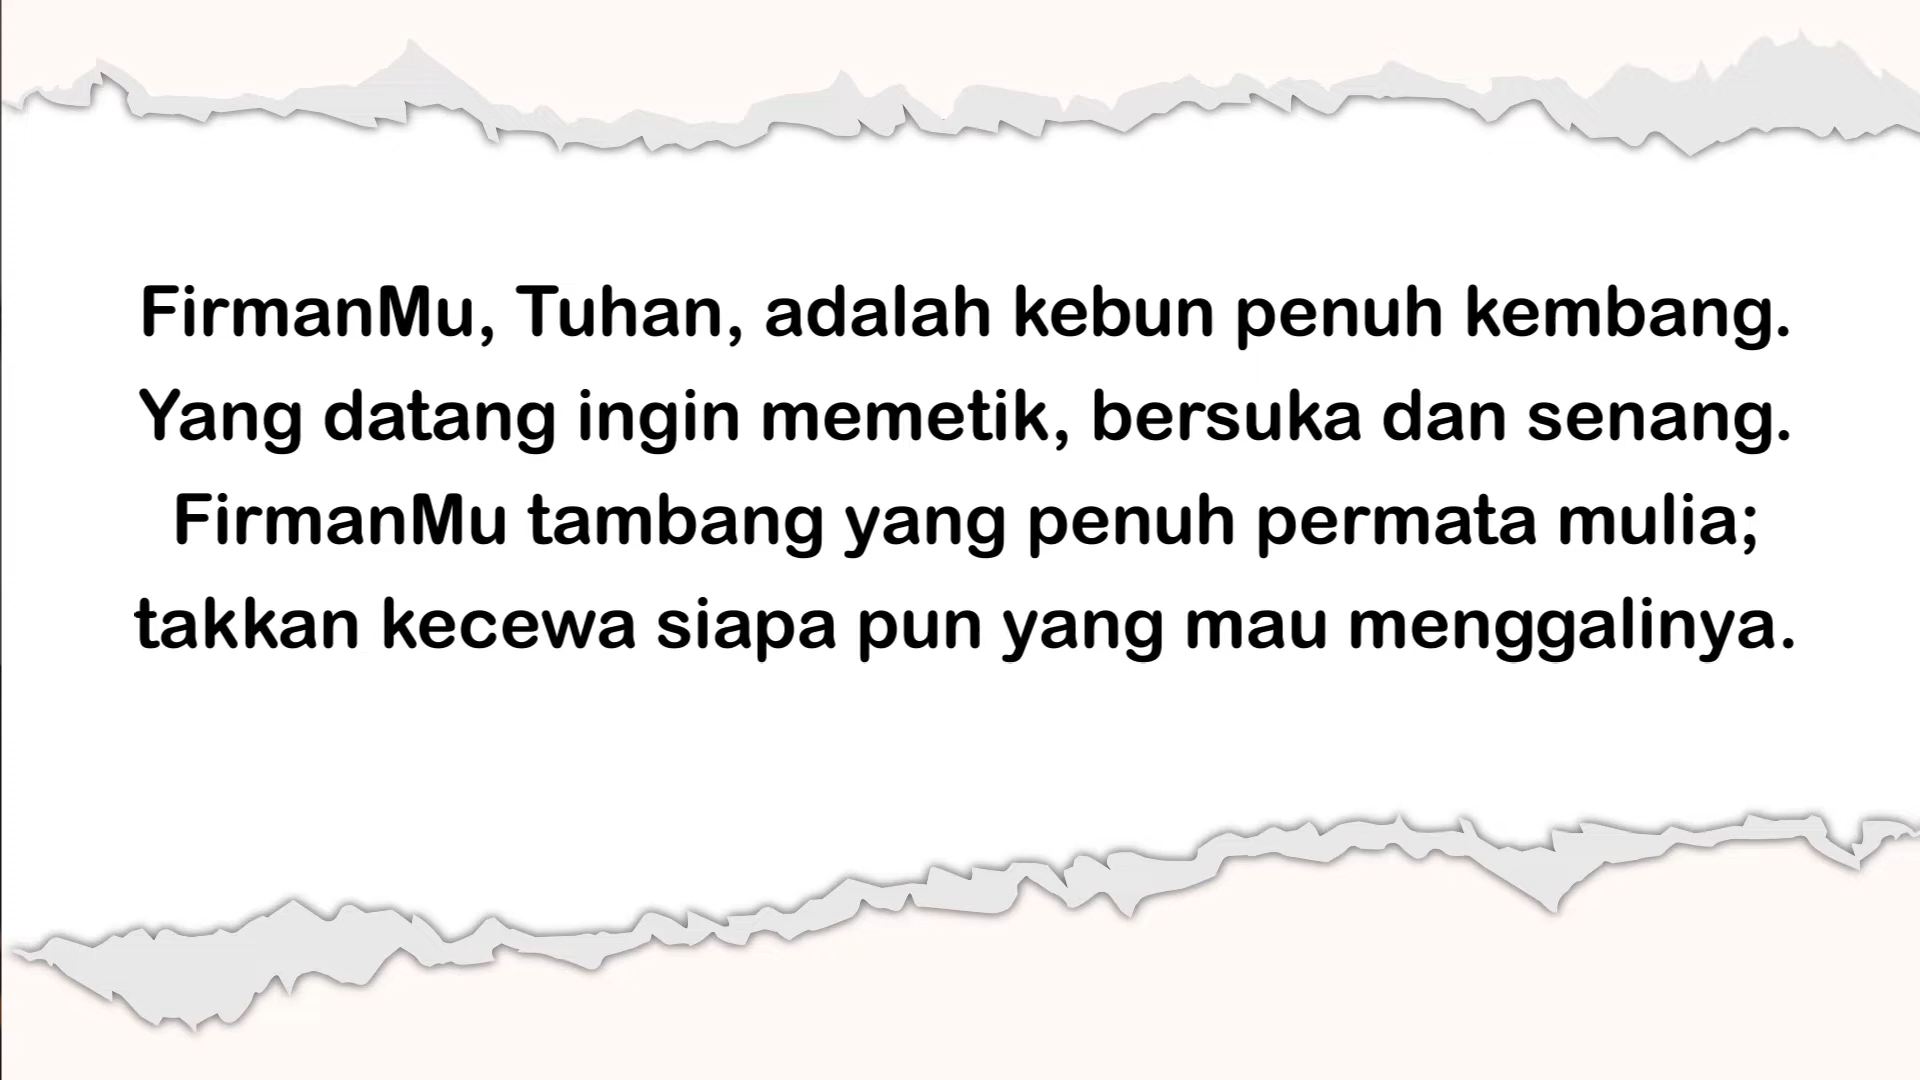 FirmanMu, Tuhan, adalah kebun penuh kembang.
Yang datang ingin memetik, bersuka dan senang.
FirmanMu tambang yang penuh permata mulia;
takkan kecewa siapa pun yang mau menggalinya.